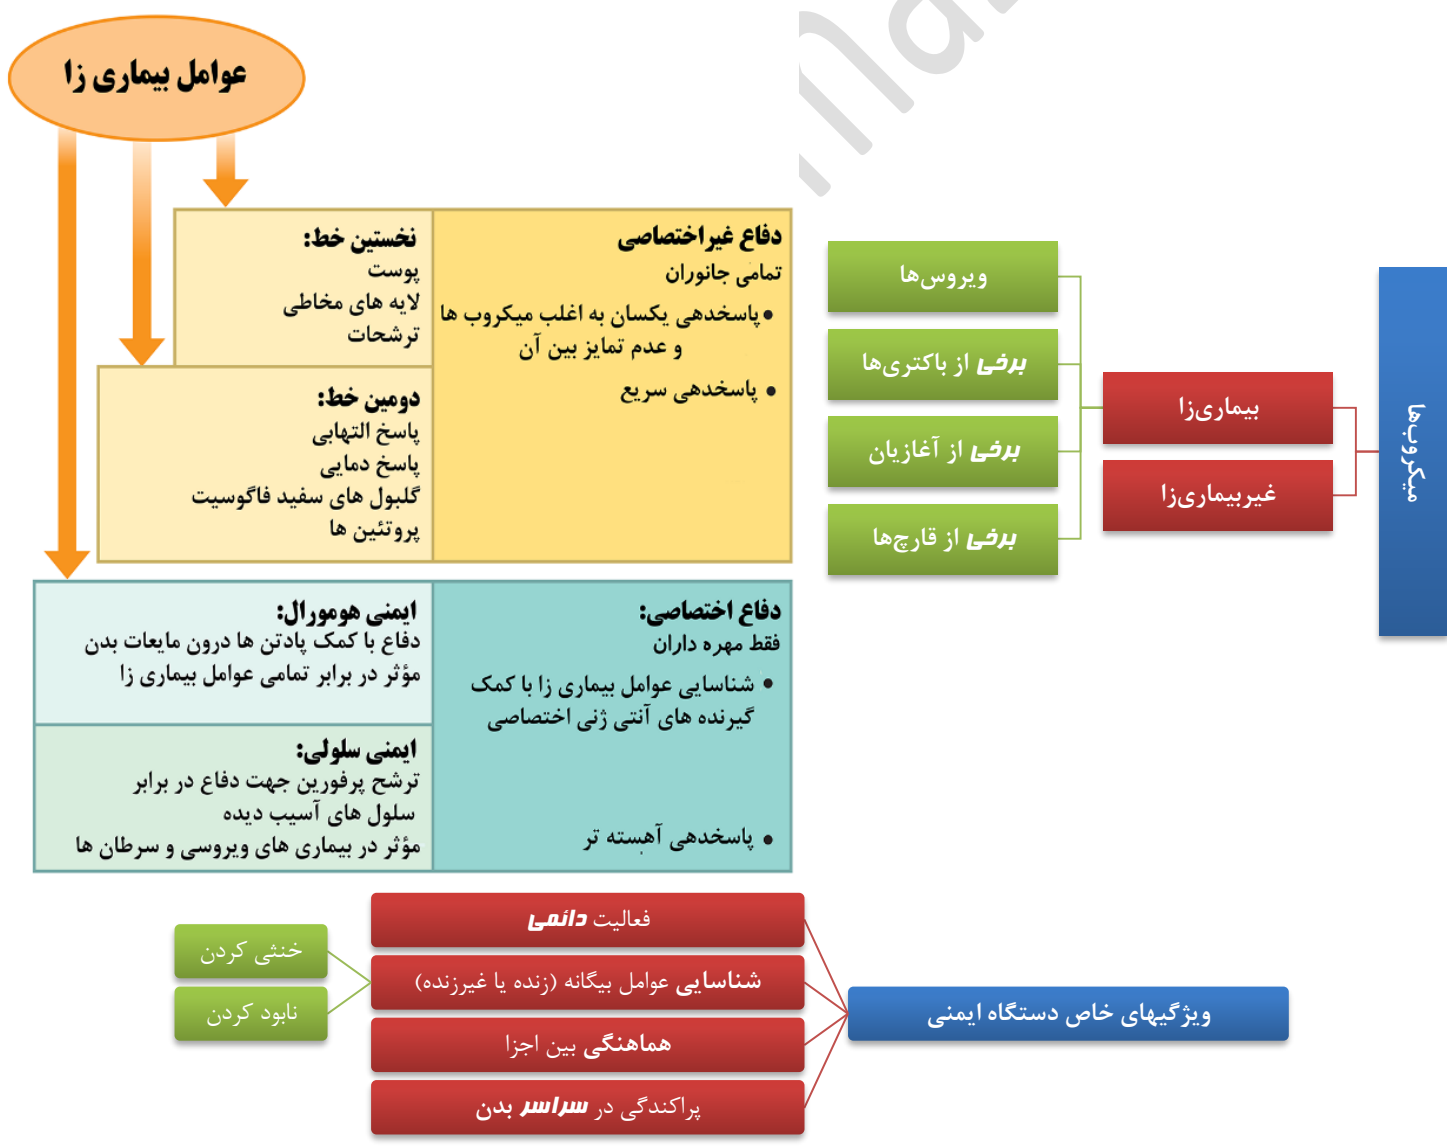 عوامل بیماری زا
دفاع غیراختصاصی
تمامی جانوران
• پاسخدهی یکسان به اغلب میکروب ها
و عدم تمایز بین آن
• پاسخدهی سریع
نخستین خط:
پوست
لایه های مخاطی
ترشحات
دومین خط:
پاسخ التهابی
پاسخ دمایی
گلبول های سفید فاگوسیت
پروتئین ها
دفاع اختصاصی:
فقط مهره داران
• شناسایی عوامل بیماری زا با کمک
گیرنده های آنتی ژنی اختصاصی
• پاسخدهی آهسته تر
ایمنی هومورال:
دفاع با کمک پادتن ها درون مایعات بدن
مؤثر در برابر تمامی عوامل بیماری زا
ایمنی سلولی:
ترشح پرفورین جهت دفاع در برابر
سلول های آسیب دیده
مؤثر در بیماری های ویروسی و سرطان ها
میکروب‌ها
بیماری‌زا
غیربیماری‌زا
ویروس‌ها
برخی از باکتری‌ها
برخی از آغازیان
برخی از قارچ‌ها
ویژگیهای خاص دستگاه ایمنی
فعالیت دائمی
شناسایی عوامل بیگانه (زنده یا غیرزنده)
هماهنگی بین اجزا
پراکندگی در سراسر بدن
خنثی کردن
نابود کردن